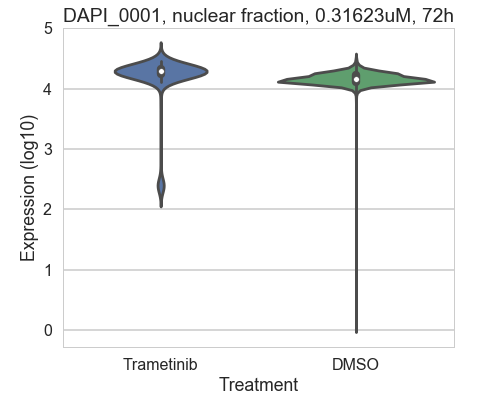 DAPI_0001, nuclear fraction, 0.31623uM, 72h
5
4
3
2
1
0
Expression (log10)
Trametinib DMSO
Treatment